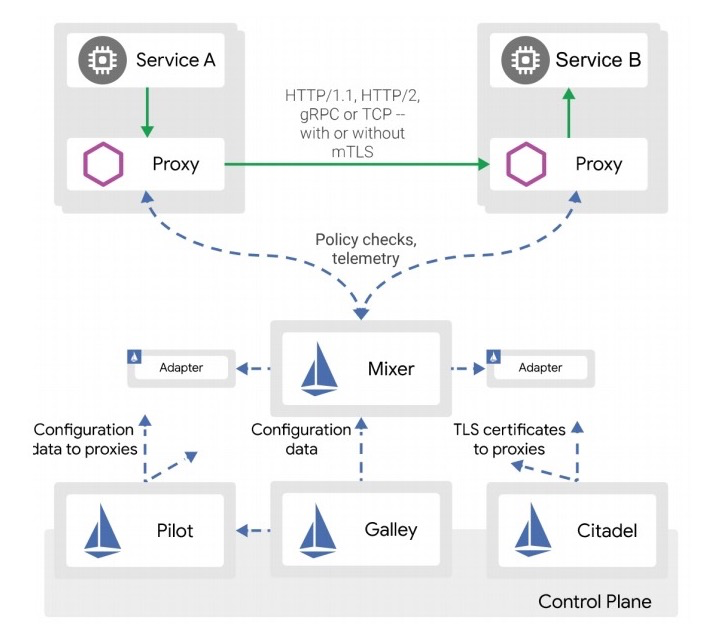 Service A
Service B
HTTP/1.1, HTTP/2,
gRPC or TCP --
with or without
mTLS
Proxy
Proxy
Policy checks,
telemetry
Mixer
Adapter
Adapter
Configuration
data to proxies
Configuration
data
TLS certificates
to proxies
Pilot
Galley
Citadel
Control Plane